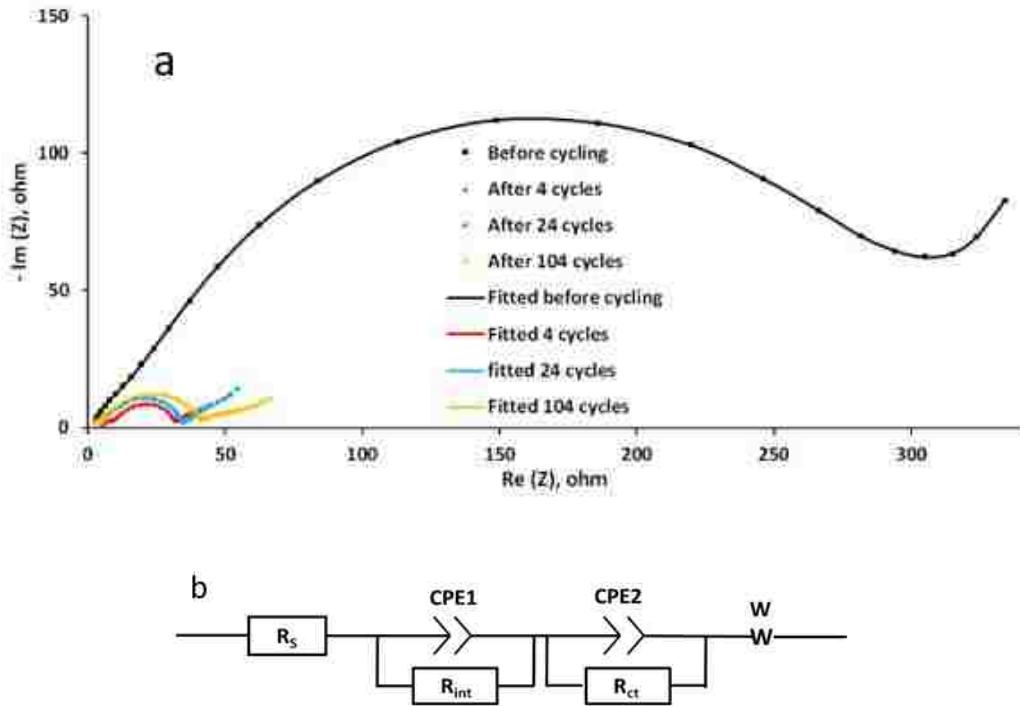 150
a
100
50
0
- Im (Z), ohm
Before cycling
After 4 cycles
After 24 cycles
After 104 cycles
Fitted before cycling
Fitted 4 cycles
fitted 24 cycles
Fitted 104 cycles
0 50 100 150 200 250 300
Re (Z), ohm
b
CPE1 CPE2 W
Rs W
Rint Rct